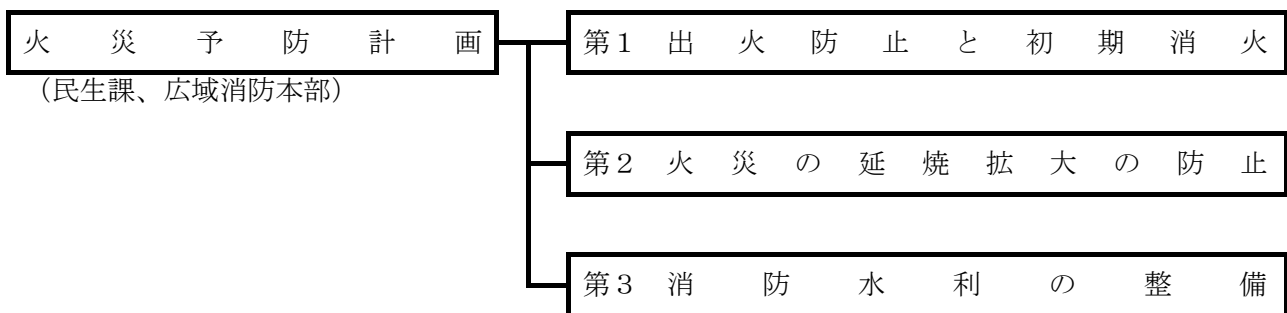 火災予防計画
第1 出火防止と初期消火
(民生課、広域消防本部)
第2 火災の延焼拡大の防止
第3 消防水利の整備